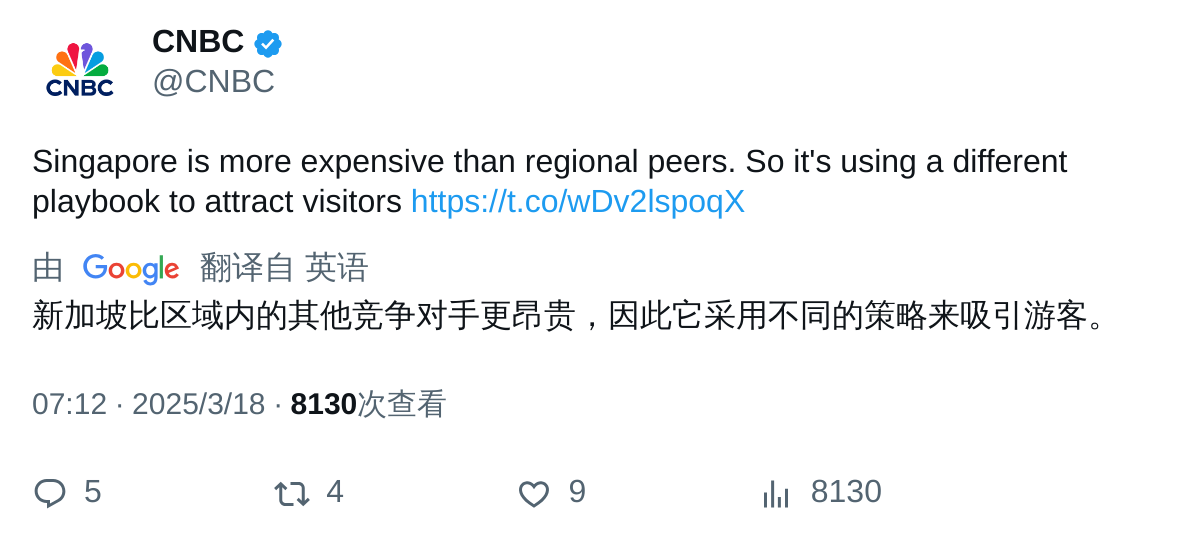 CNBC
CNBC
@CNBC
Singapore is more expensive than regional peers. So it's using a different
playbook to attract visitors https://t.co/wDv2lspoqX
由 Google 翻译自 英语
新加坡比区域内的其他竞争对手更昂贵，因此它采用不同的策略来吸引游客。
07:12 · 2025/3/18 · 8130次查看
5 4 9 8130